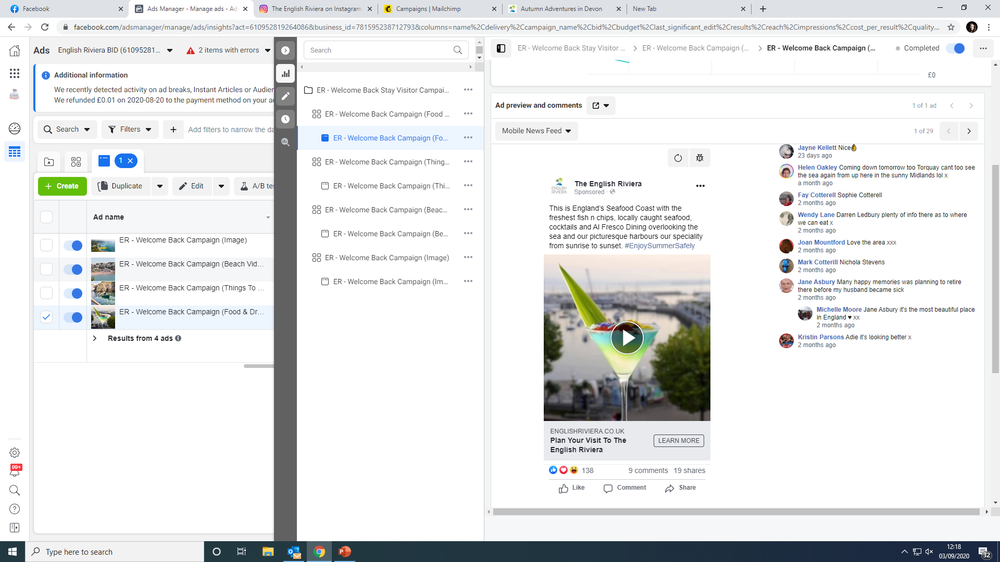 Facebook
Ads Manager - Manage ads - Ad
The English Riviera on Instagram
Campaigns | Mailchimp
Autumn Adventures in Devon
New Tab
facebook.com/adsmanager/manage/ads/insights?act=610952819264086&business_id=781595238712793&columns=name%2Cdelivery%2Ccampaign_name%2Cbid%2Cbudget%2Clast_significant_edit%2Cresults%2Creach%2Cimpressions%2Ccost_per_result%2Cquality...
Ads
English Riviera BID (61095281...
2 items with errors
Additional information
We recently detected activity on ad breaks, Instant Articles or Audien
We refunded £0.01 on 2020-08-20 to the payment method on your ad
Search
Filters
Add filters to narrow the da
1
Create
Duplicate
Edit
A/B tes
Ad name
ER - Welcome Back Campaign (Image)
ER - Welcome Back Campaign (Beach Vid...
ER - Welcome Back Campaign (Things To ...
ER - Welcome Back Campaign (Food & Dr...
Results from 4 ads
99+
Search
ER - Welcome Back Stay Visitor Campai...
ER - Welcome Back Campaign (Food ...
ER - Welcome Back Campaign (Fo...
ER - Welcome Back Campaign (Thing...
ER - Welcome Back Campaign (Thi...
ER - Welcome Back Campaign (Beac...
ER - Welcome Back Campaign (Be...
ER - Welcome Back Campaign (Image)
ER - Welcome Back Campaign (Im...
ER - Welcome Back Stay Visitor ...
ER - Welcome Back Campaign (...
ER - Welcome Back Campaign (...
Completed
£0
Ad preview and comments
1 of 1 ad
Mobile News Feed
1 of 29
ENGLISH
RIVIERA
The English Riviera
Sponsored ·
This is England's Seafood Coast with the
freshest fish n chips, locally caught seafood,
cocktails and Al Fresco Dining overlooking the
sea and our picturesque harbours our speciality
from sunrise to sunset. #EnjoySummerSafely
ENGLISHRIVIERA.CO.UK
Plan Your Visit To The
English Riviera
LEARN MORE
138
9 comments
19 shares
Like
Comment
Share
Jayne Kellett Nice👌
23 days ago
Helen Oakley Coming down tomorrow too Torquay cant too see
the sea again from up here in the sunny Midlands lol x
a month ago
Fay Cotterell Sophie Cotterell
2 months ago
Wendy Lane Darren Ledbury plenty of info there as to where
we can eat x
2 months ago
Joan Mountford Love the area xxx
2 months ago
Mark Cotterill Nichola Stevens
2 months ago
Jane Asbury Many happy memories was planning to retire
there before my husband became sick
2 months ago
Michelle Moore Jane Asbury it's the most beautiful place
in England ♥ xx
2 months ago
Kristin Parsons Adie it's looking better x
2 months ago
Type here to search
12:18
03/09/2020
32